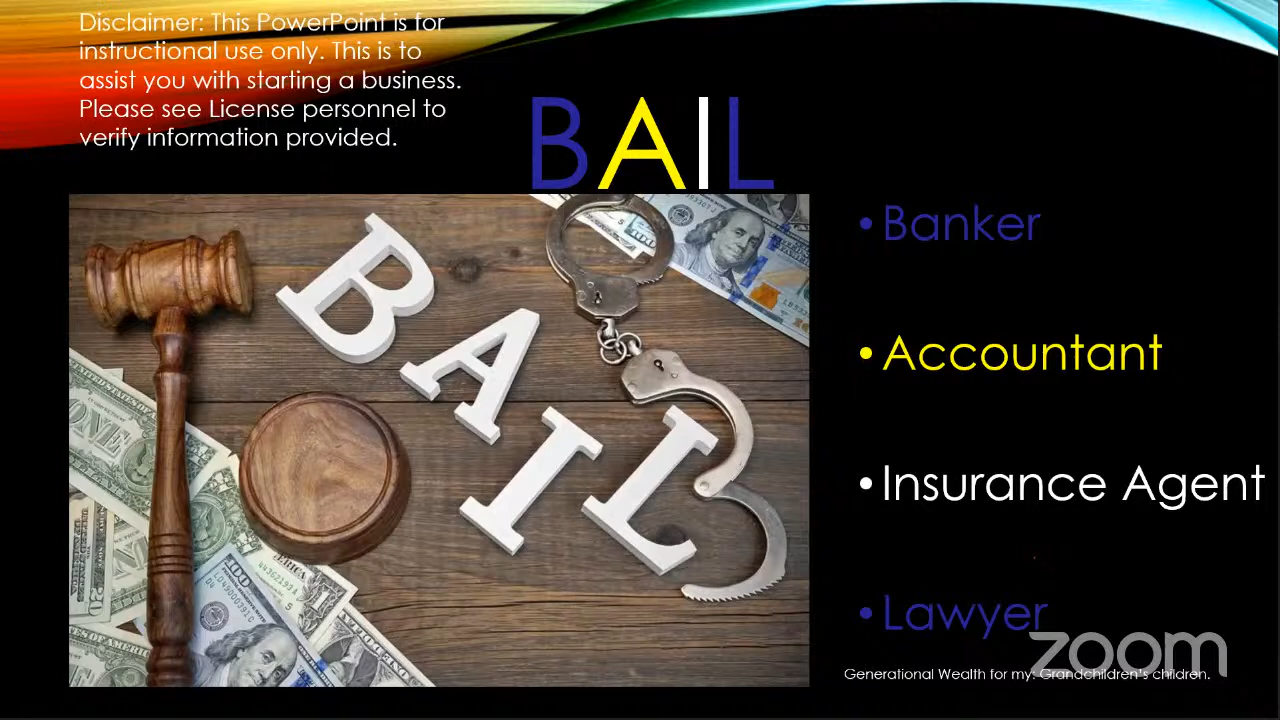 Disclaimer: This PowerPoint is for
instructional use only. This is to
assist you with starting a business.
Please see License personnel to
verify information provided.
BAIL
BAIL
• Banker
• Accountant
• Insurance Agent
• Lawyer
zoom
Generational Wealth for my: Grandchildren's children.